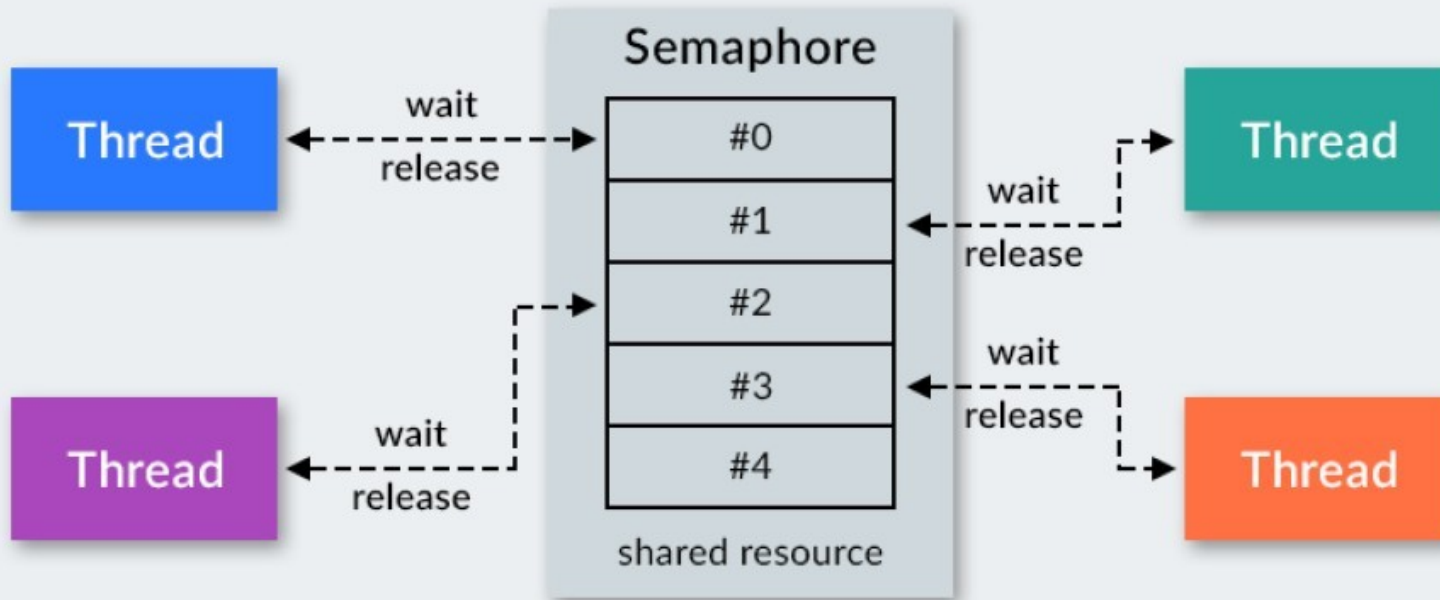 Semaphore
Thread
wait
release
#0
Thread
#1
wait
release
#2
#3
wait
release
Thread
wait
release
#4
Thread
shared resource